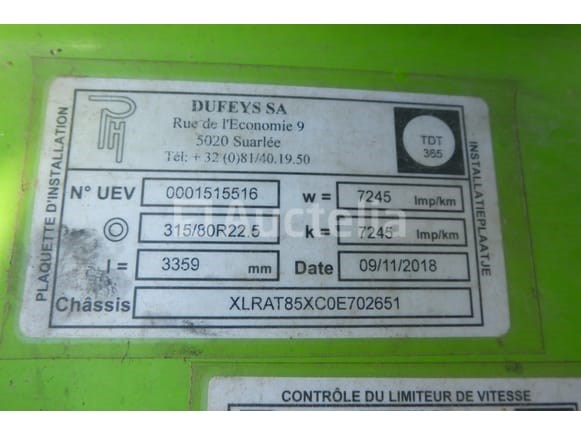 DUFEYS SA
Rue de l'Economie 9
5020 Suarlée
Tél: + 32 (0)81/40.19.50
TDT
365
PLAQUETTE D'INSTALLATION
INSTALLATIEPLAATJE
N° UEV 0001515516 w = 7245 Imp/km
315/80R22.5 k = 7245 Imp/km
l = 3359 mm Date 09/11/2018
Châssis XLRAT85XC0E702651
Auctelia
CONTRÔLE DU LIMITEUR DE VITESSE